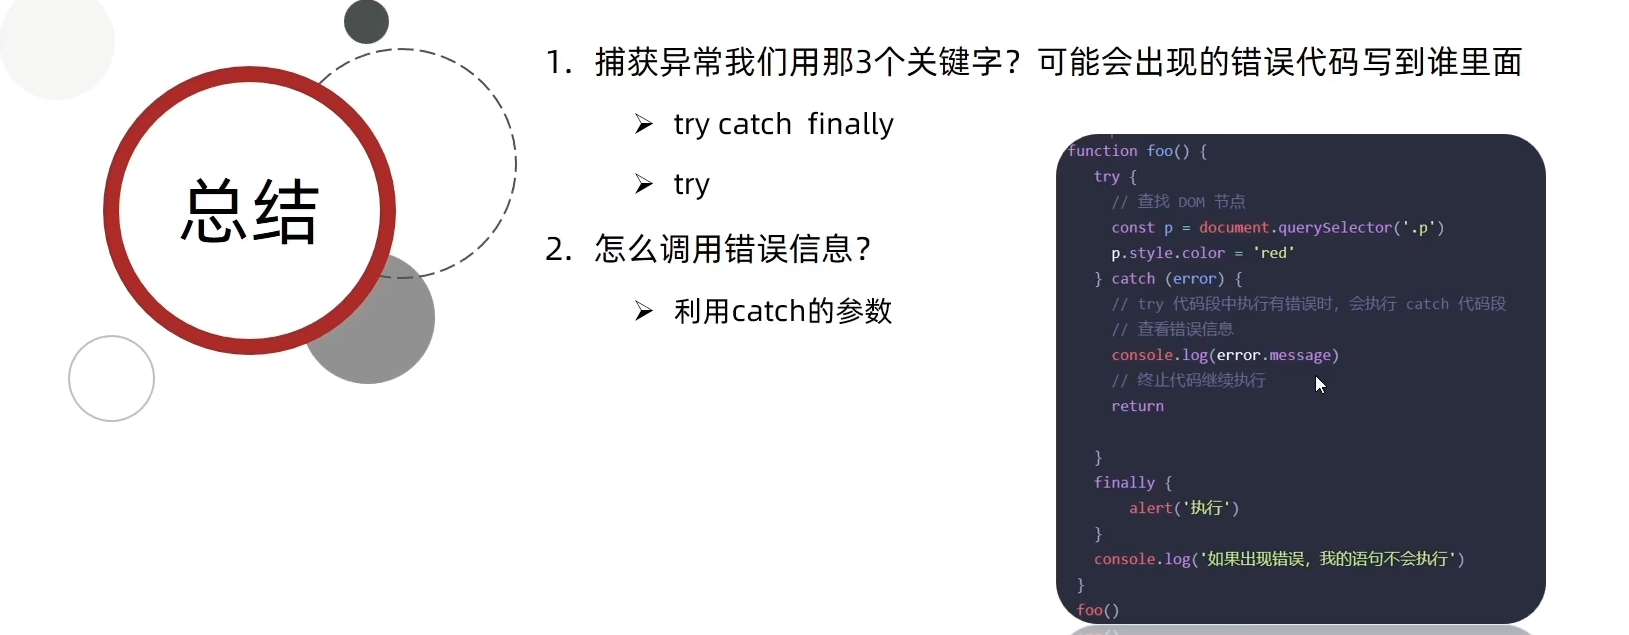 总结
1. 捕获异常我们用那3个关键字？可能会出现的错误代码写到谁里面
➢ try catch finally
➢ try
2. 怎么调用错误信息？
➢ 利用catch的参数
function foo() {
try {
// 查找 DOM 节点
const p = document.querySelector('.p')
p.style.color = 'red'
} catch (error) {
// try 代码段中执行有错误时，会执行 catch 代码段
// 查看错误信息
console.log(error.message)
// 终止代码继续执行
return
}
finally {
alert('执行')
}
console.log('如果出现错误，我的语句不会执行')
}
foo()